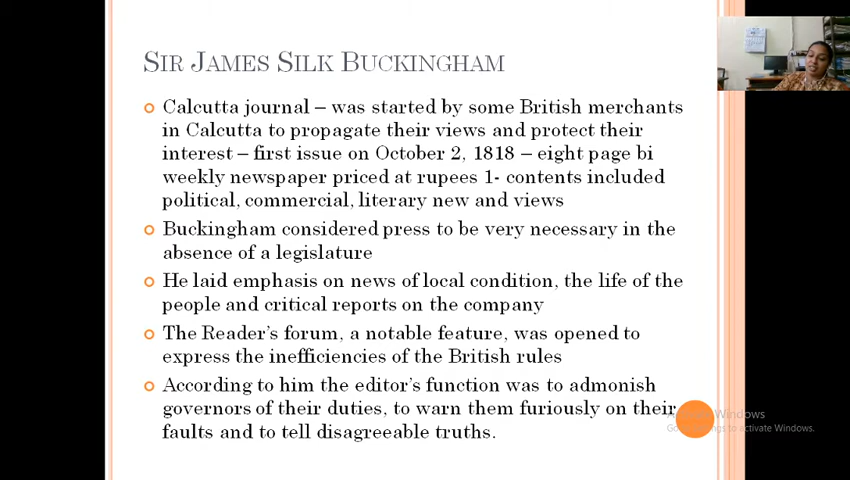 SIR JAMES SILK BUCKINGHAM
Calcutta journal – was started by some British merchants
in Calcutta to propagate their views and protect their
interest – first issue on October 2, 1818 – eight page bi
weekly newspaper priced at rupees 1- contents included
political, commercial, literary new and views
Buckingham considered press to be very necessary in the
absence of a legislature
He laid emphasis on news of local condition, the life of the
people and critical reports on the company
The Reader's forum, a notable feature, was opened to
express the inefficiencies of the British rules
According to him the editor's function was to admonish
governors of their duties, to warn them furiously on their
faults and to tell disagreeable truths.
Windows
to activate Windows.